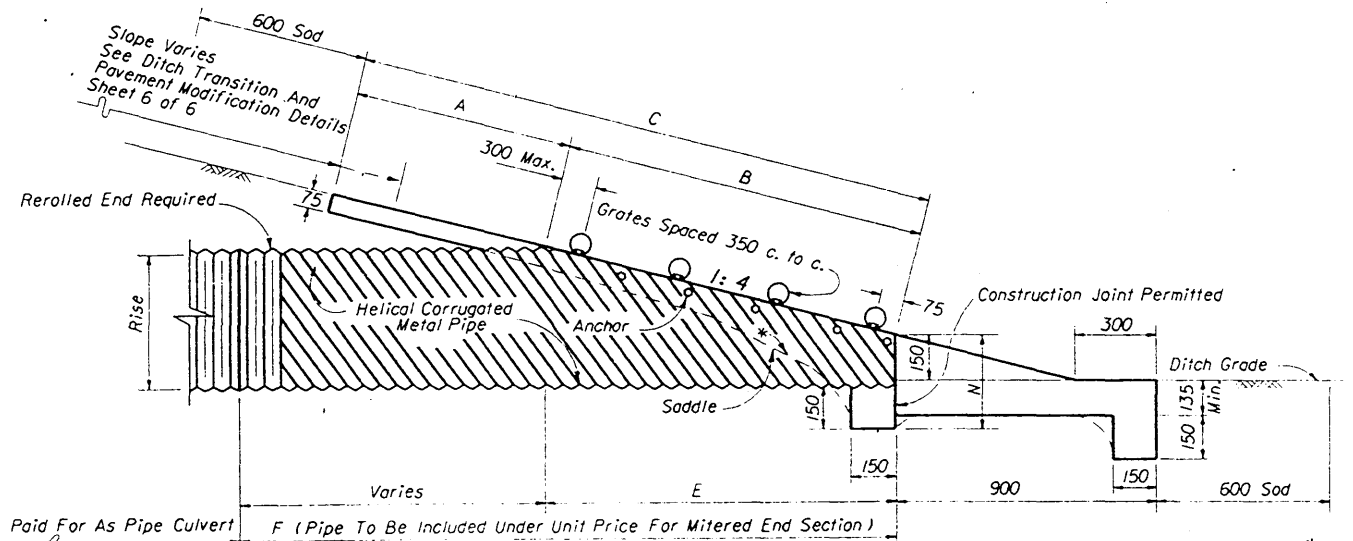 600 Sod
Slope Varies
See Ditch Transition And
Pavement Modification Details
Sheet 6 of 6
A
C
300 Max.
B
75
Rerolled End Required
Grates Spaced 350 c. to c.
1:4
75
Construction Joint Permitted
Rise
Helical Corrugated
Metal Pipe
Anchor
300
*
150
N
Ditch Grade
Saddle
150
135
Min.
150
150
150
Varies
E
900
600 Sod
Paid For As Pipe Culvert
F (Pipe To Be Included Under Unit Price For Mitered End Section)